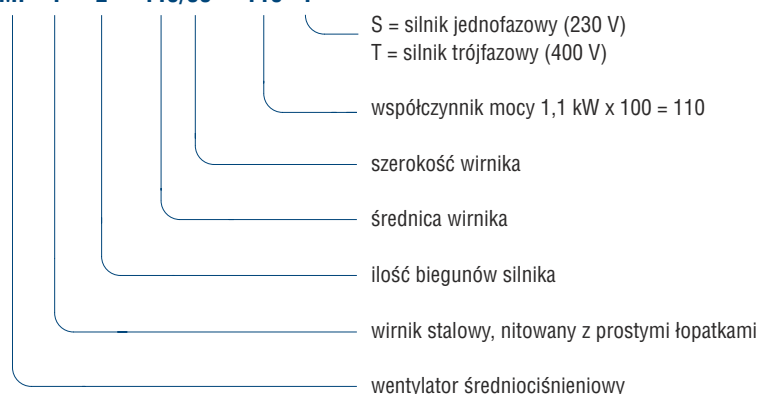 S = silnik jednofazowy (230 V)
T = silnik trójfazowy (400 V)
współczynnik mocy 1,1 kW x 100 = 110
szerokość wirnika
średnica wirnika
ilość biegunów silnika
wirnik stalowy, nitowany z prostymi łopatkami
wentylator średniociśnieniowy